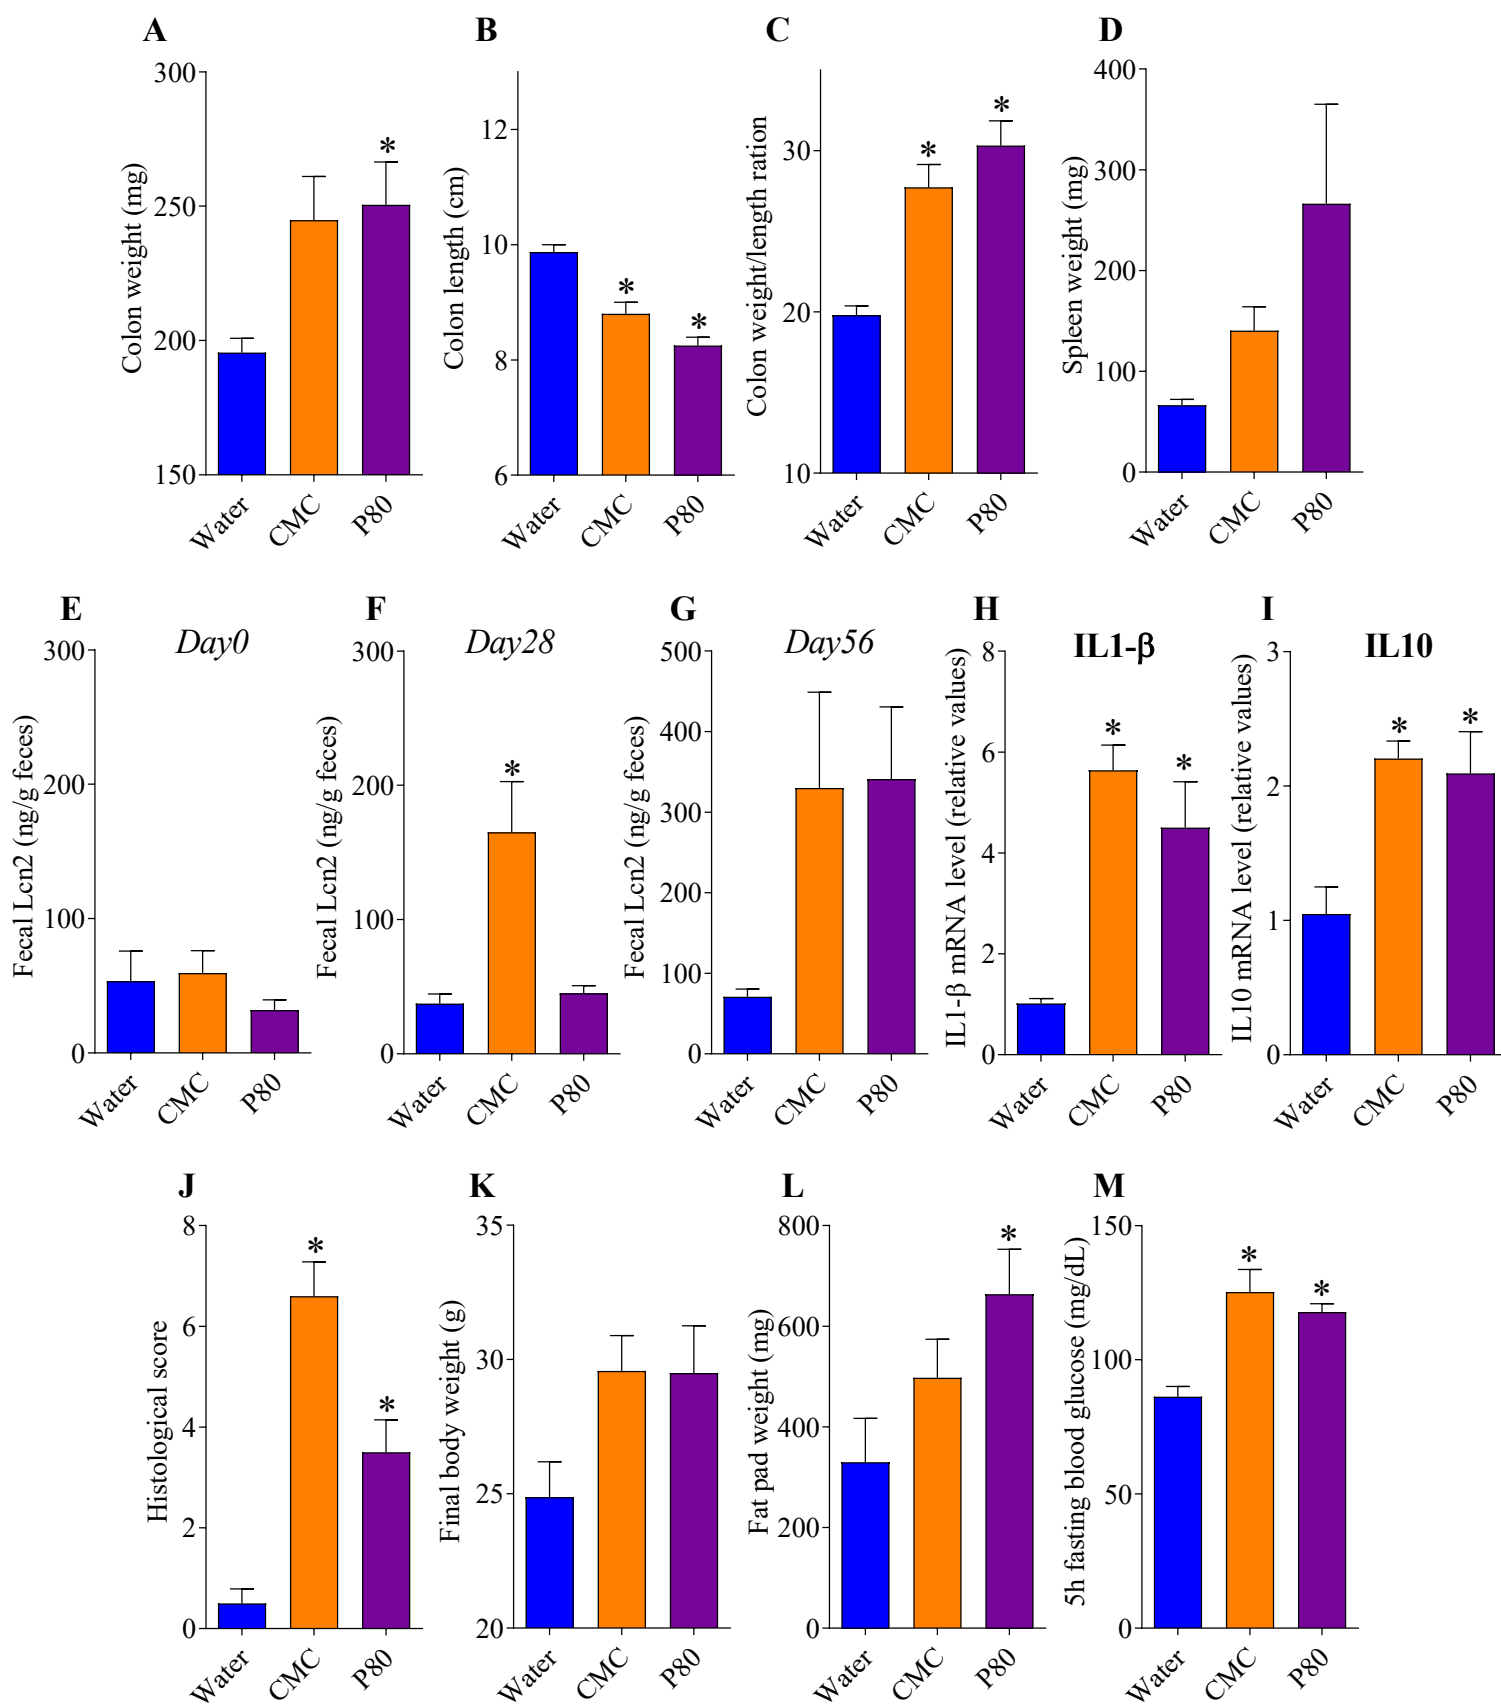 A
Colon weight (mg)
300
250
200
150
*
Water
CMC
P80
B
Colon length (cm)
12
10
8
6
*
*
Water
CMC
P80
C
Colon weight/length ration
30
20
10
*
*
Water
CMC
P80
D
Spleen weight (mg)
400
300
200
100
0
Water
CMC
P80
E
Day0
Fecal Lcn2 (ng/g feces)
300
200
100
0
Water
CMC
P80
F
Day28
Fecal Lcn2 (ng/g feces)
300
200
100
0
*
Water
CMC
P80
G
Day56
Fecal Lcn2 (ng/g feces)
500
400
300
200
100
0
Water
CMC
P80
H
IL1-β
IL1-β mRNA level (relative values)
8
6
4
2
0
*
*
Water
CMC
P80
I
IL10
IL10 mRNA level (relative values)
3
2
1
0
*
*
Water
CMC
P80
J
Histological score
8
6
4
2
0
*
*
Water
CMC
P80
K
Final body weight (g)
35
30
25
20
Water
CMC
P80
L
Fat pad weight (mg)
800
600
400
200
0
*
Water
CMC
P80
M
5h fasting blood glucose (mg/dL)
150
100
50
0
*
*
Water
CMC
P80